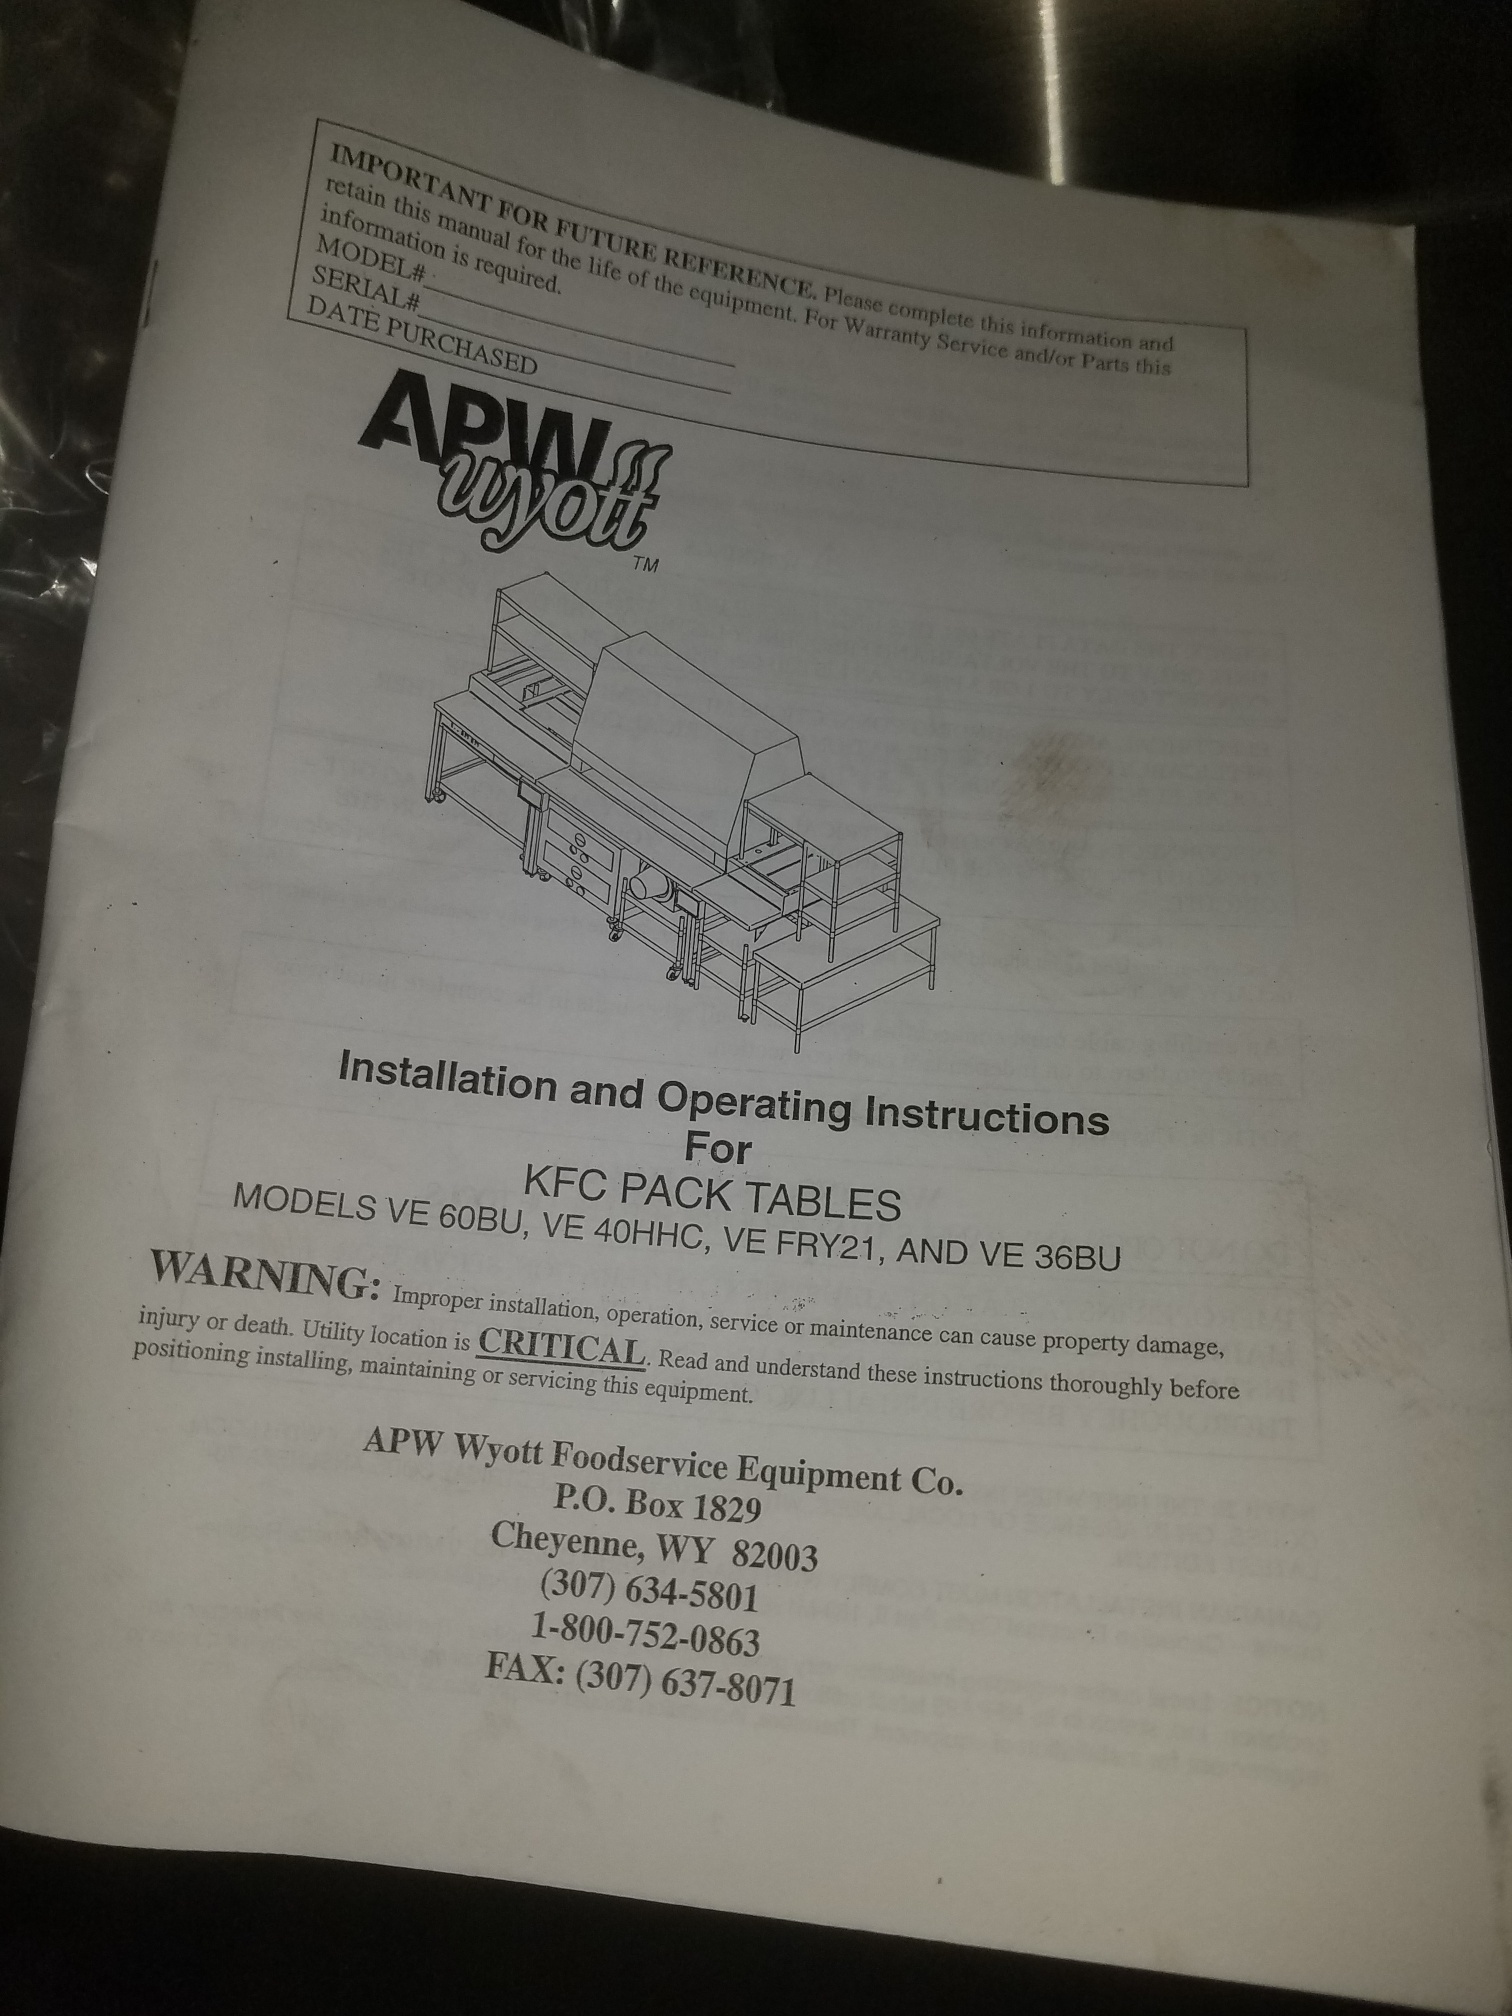 IMPORTANT FOR FUTURE REFERENCE. Please complete this information and
retain this manual for the life of the equipment. For Warranty Service and/or Parts this
information is required.
MODEL#
SERIAL#
DATE PURCHASED
APW
wyott
TM
Installation and Operating Instructions
For
KFC PACK TABLES
MODELS VE 60BU, VE 40HHC, VE FRY21, AND VE 36BU
WARNING: Improper installation, operation, service or maintenance can cause property damage,
injury or death. Utility location is CRITICAL. Read and understand these instructions thoroughly before
positioning installing, maintaining or servicing this equipment.
APW Wyott Foodservice Equipment Co.
P.O. Box 1829
Cheyenne, WY 82003
(307) 634-5801
1-800-752-0863
FAX: (307) 637-8071